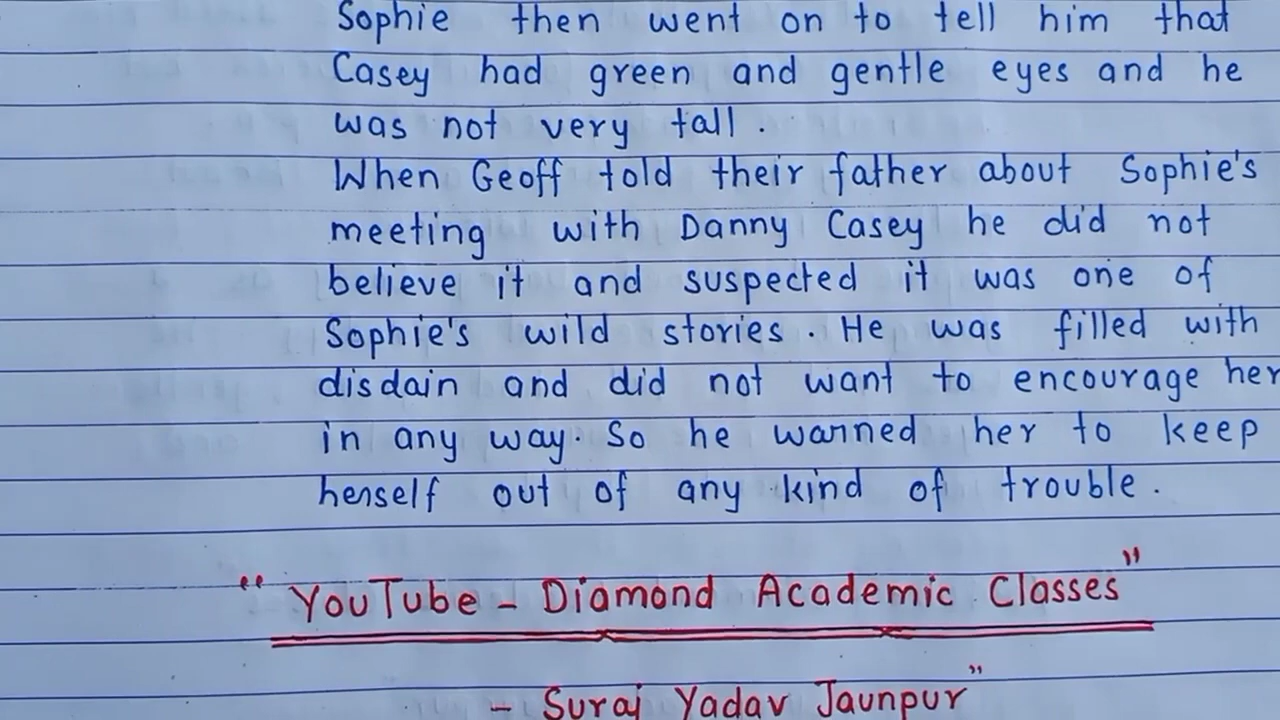 Sophie then went on to tell him that
Casey had green and gentle eyes and he
was not very tall.
When Geoff told their father about Sophie's
meeting with Danny Casey he did not
believe it and suspected it was one of
Sophie's wild stories. He was filled with
disdain and did not want to encourage her
in any way. So he warned her to keep
herself out of any kind of trouble.
" YouTube - Diamond Academic Classes "
- Suraj Yadav Jaunpur"